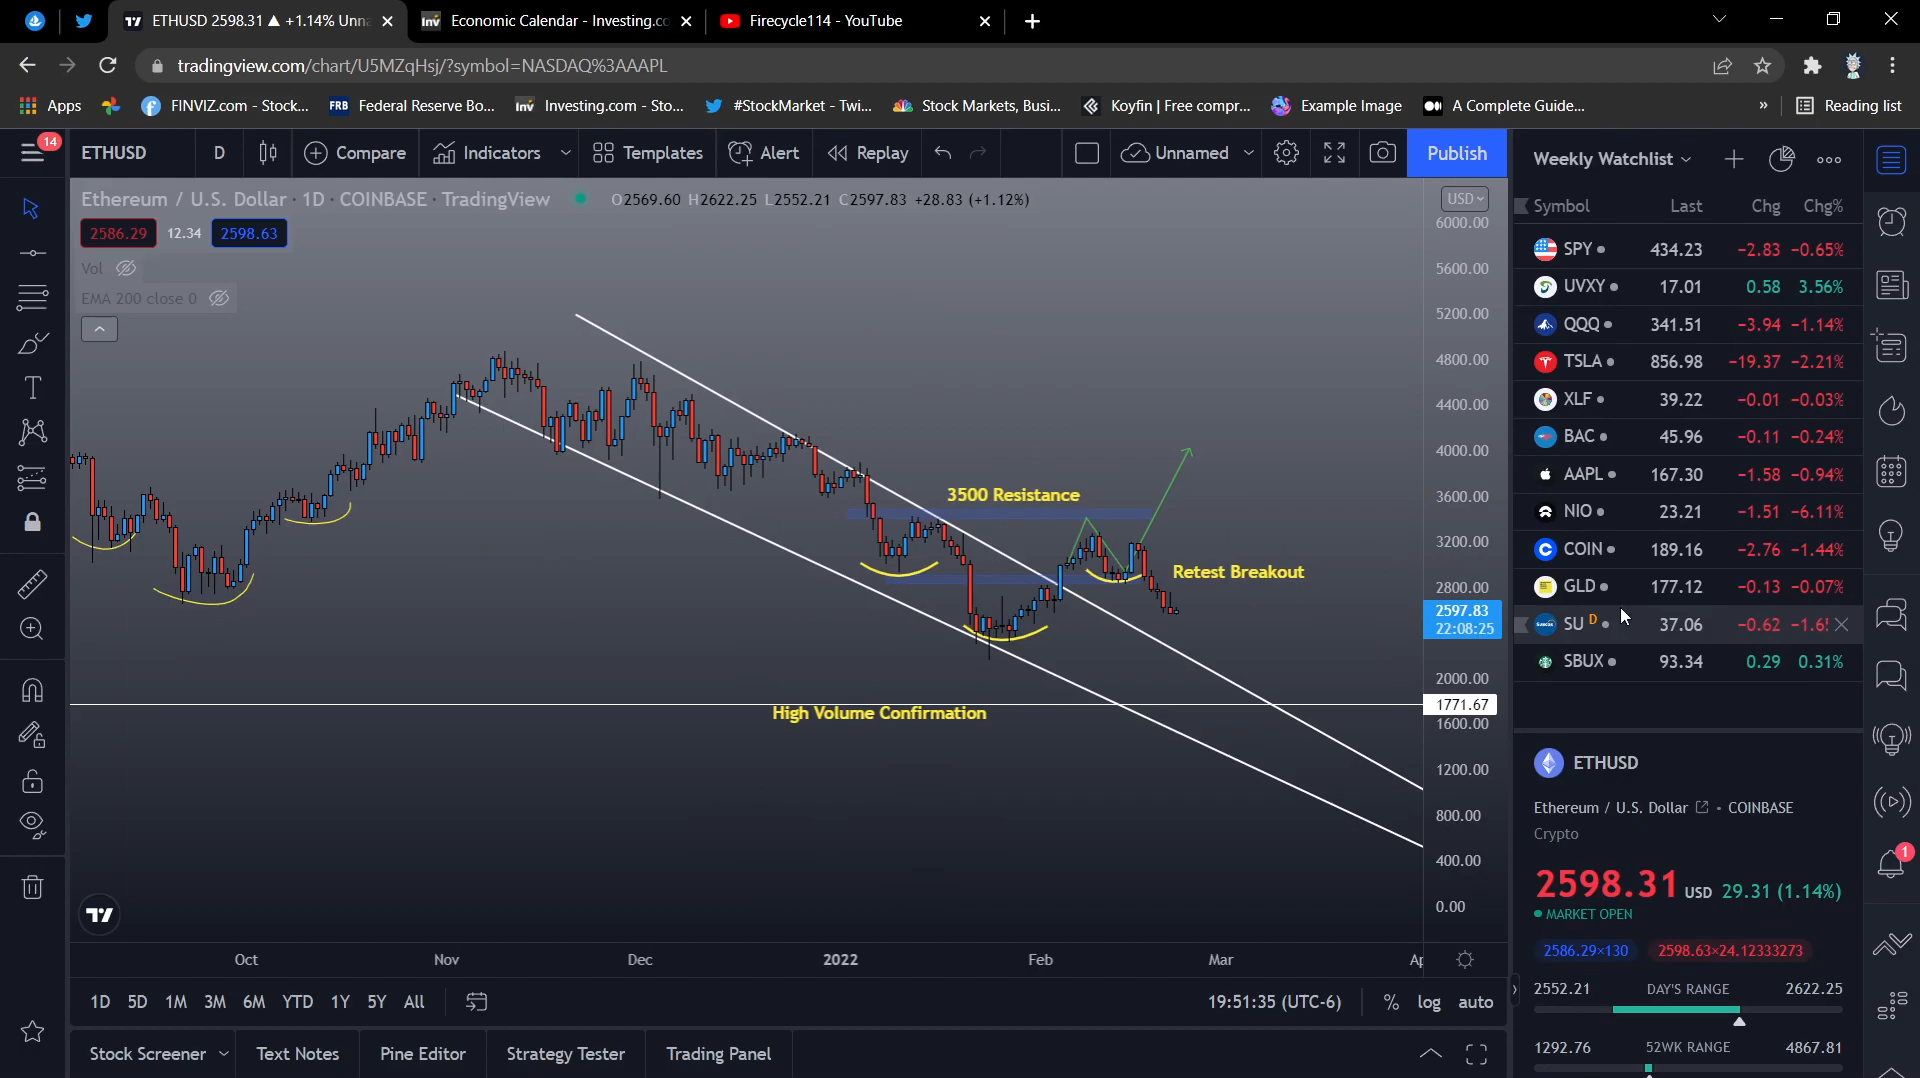 ETHUSD 2598.31 ▲ +1.14% Unna
inv Economic Calendar - Investing.co
Firecycle114 - YouTube
tradingview.com/chart/U5MZqHsj/?symbol=NASDAQ%3AAAPL
Apps
FINVIZ.com - Stock...
FRB Federal Reserve Bo...
inv Investing.com - Sto...
#StockMarket - Twi...
Stock Markets, Busi...
Koyfin | Free compr...
Example Image
A Complete Guide...
»
Reading list
14
ETHUSD D Compare Indicators Templates Alert Replay Unnamed Publish
Weekly Watchlist
Ethereum / U.S. Dollar · 1D · COINBASE · TradingView
O2569.60 H2622.25 L2552.21 C2597.83 +28.83 (+1.12%)
2586.29 12.34 2598.63
Vol
EMA 200 close 0
USD
6000.00
5600.00
5200.00
4800.00
4400.00
4000.00
3600.00
3200.00
2800.00
2597.83
22:08:25
2000.00
1771.67
1600.00
1200.00
800.00
400.00
0.00
3500 Resistance
Retest Breakout
High Volume Confirmation
Oct Nov Dec 2022 Feb Mar Ap
1D 5D 1M 3M 6M YTD 1Y 5Y All
19:51:35 (UTC-6) % log auto
Stock Screener Text Notes Pine Editor Strategy Tester Trading Panel
Symbol Last Chg Chg%
SPY 434.23 -2.83 -0.65%
UVXY 17.01 0.58 3.56%
QQQ 341.51 -3.94 -1.14%
TSLA 856.98 -19.37 -2.21%
XLF 39.22 -0.01 -0.03%
BAC 45.96 -0.11 -0.24%
AAPL 167.30 -1.58 -0.94%
NIO 23.21 -1.51 -6.11%
COIN 189.16 -2.76 -1.44%
GLD 177.12 -0.13 -0.07%
SU D 37.06 -0.62 -1.6
SBUX 93.34 0.29 0.31%
ETHUSD
Ethereum / U.S. Dollar · COINBASE
Crypto
2598.31 USD 29.31 (1.14%)
MARKET OPEN
2586.29×130 2598.63×24.12333273
2552.21 DAY'S RANGE 2622.25
1292.76 52WK RANGE 4867.81
1